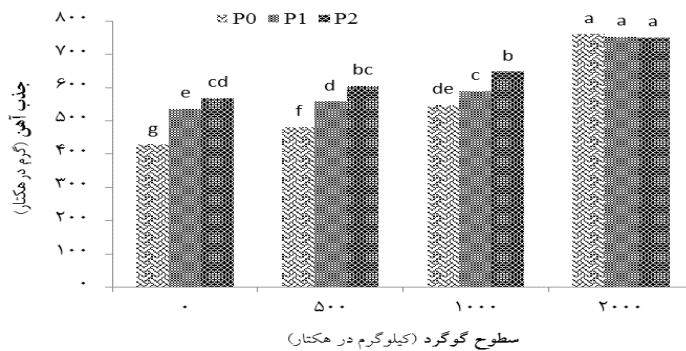 P0 P1 P2
جذب آهن (گرم در هکتار)
۸۰۰
۷۰۰
۶۰۰
۵۰۰
۴۰۰
۳۰۰
۲۰۰
۱۰۰
۰
g e cd
f d bc
de c b
a a a
۰ ۵۰۰ ۱۰۰۰ ۲۰۰۰
سطوح گوگرد (کیلوگرم در هکتار)